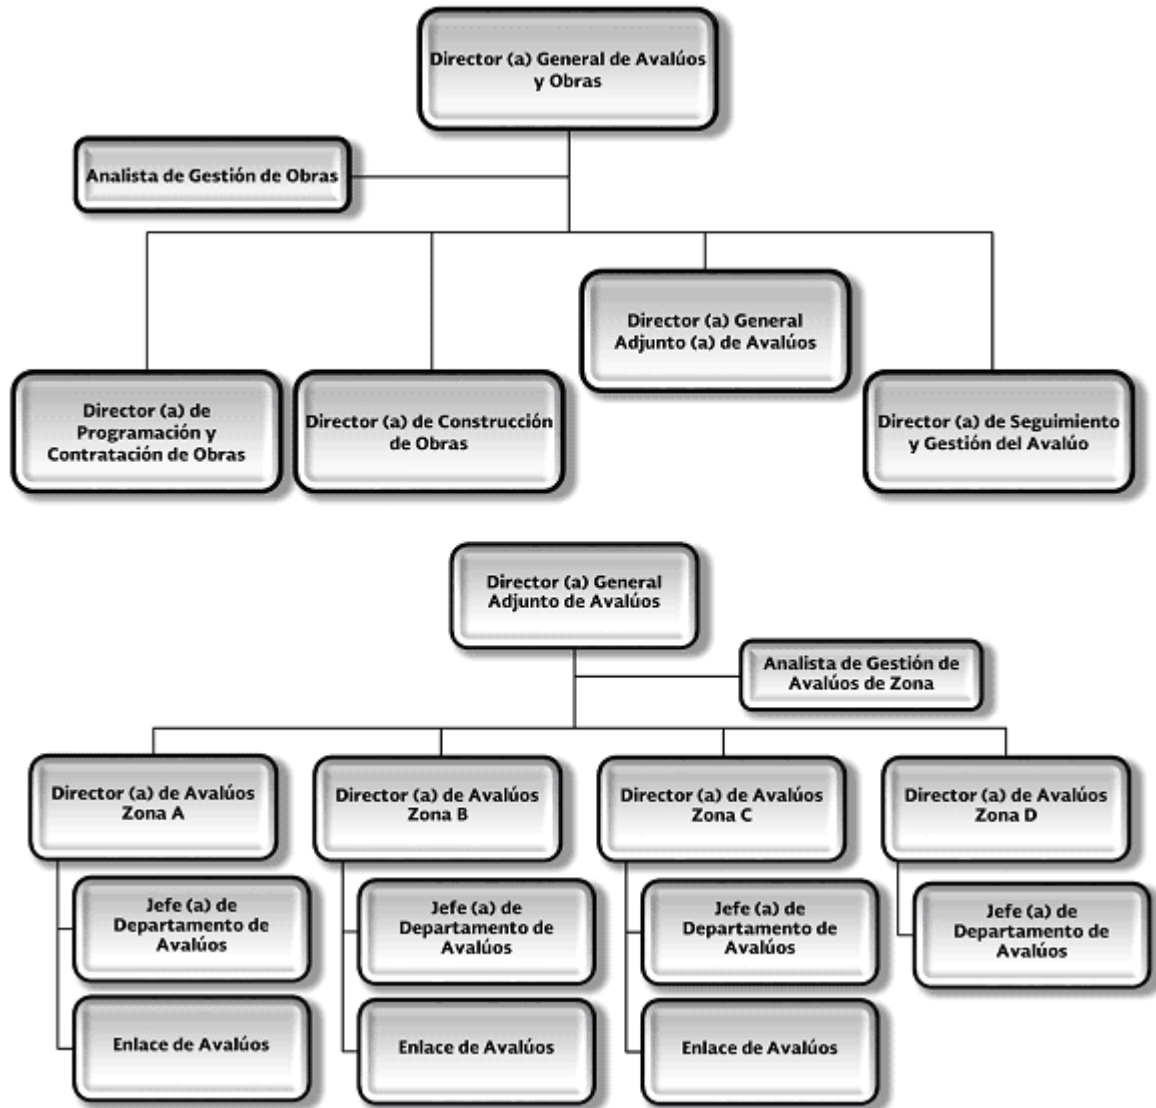 Director (a) General de Avalúos
y Obras
Analista de Gestión de Obras
Director (a) General
Adjunto (a) de Avalúos
Director (a) de
Programación y
Contratación de Obras
Director (a) de Construcción
de Obras
Director (a) de Seguimiento
y Gestión del Avalúo
Director (a) General
Adjunto de Avalúos
Analista de Gestión de
Avalúos de Zona
Director (a) de Avalúos
Zona A
Director (a) de Avalúos
Zona B
Director (a) de Avalúos
Zona C
Director (a) de Avalúos
Zona D
Jefe (a) de
Departamento de
Avalúos
Jefe (a) de
Departamento de
Avalúos
Jefe (a) de
Departamento de
Avalúos
Jefe (a) de
Departamento de
Avalúos
Enlace de Avalúos
Enlace de Avalúos
Enlace de Avalúos